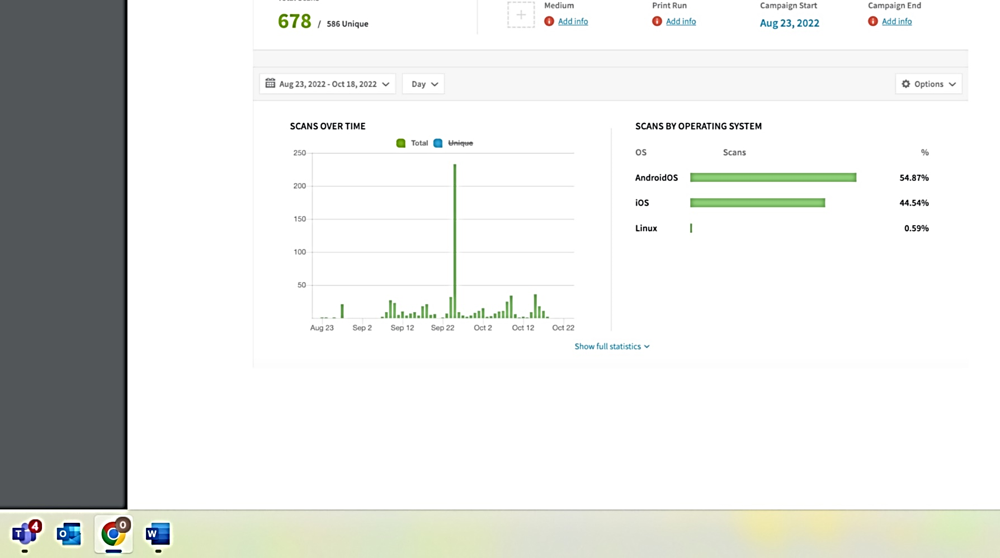 Medium Print Run Campaign Start Campaign End
678 / 586 Unique
Add info Add info Aug 23, 2022 Add info
Aug 23, 2022 - Oct 18, 2022 Day Options
SCANS OVER TIME
Total Unique
250
200
150
100
50
Aug 23 Sep 2 Sep 12 Sep 22 Oct 2 Oct 12 Oct 22
SCANS BY OPERATING SYSTEM
OS Scans %
AndroidOS 54.87%
iOS 44.54%
Linux 0.59%
Show full statistics
T 4 O 0 W